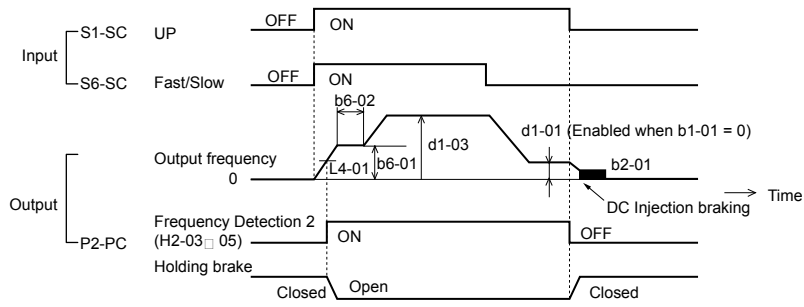 OFF ON
S1-SC UP
Input
S6-SC Fast/Slow OFF ON
b6-02
d1-01 (Enabled when b1-01 = 0)
d1-03
Output frequency
0
L4-01 b6-01 b2-01
Time
Output
DC Injection braking
Frequency Detection 2
(H2-03□ 05)
P2-PC
ON OFF
Holding brake
Closed Open Closed